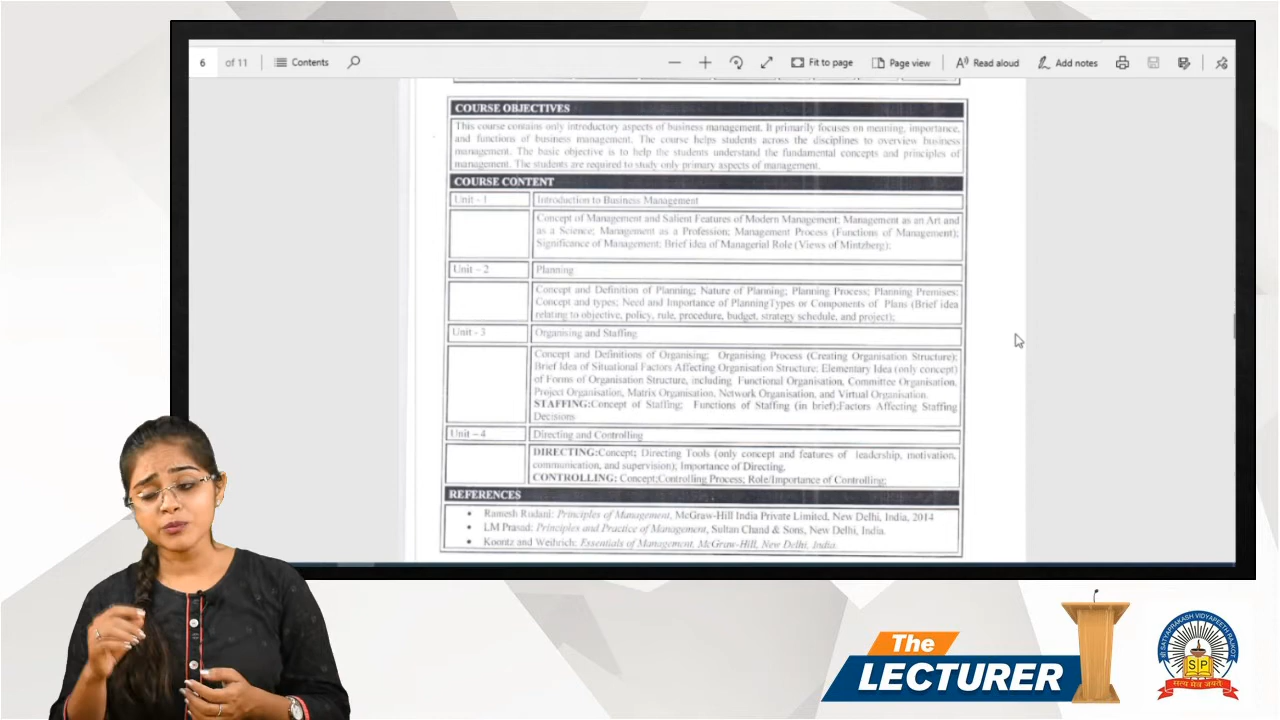 6 of 11 Contents Fit to page Page view Read aloud Add notes
COURSE OBJECTIVES
This course contains only introductory aspects of business management. It primarily focuses on meaning, importance,
and functions of business management. The course helps students across the disciplines to overview business
management. The basic objective is to help the students understand the fundamental concepts and principles of
management. The students are required to study only primary aspects of management.
COURSE CONTENT
Unit - 1 Introduction to Business Management
Concept of Management and Salient Features of Modern Management; Management as an Art and
as a Science; Management as a Profession; Management Process (Functions of Management);
Significance of Management; Brief idea of Managerial Role (Views of Mintzberg);
Unit – 2 Planning
Concept and Definition of Planning; Nature of Planning; Planning Process; Planning Premises:
Concept and types; Need and Importance of PlanningTypes or Components of Plans (Brief idea
relating to objective, policy, rule, procedure, budget, strategy schedule, and project);
Unit - 3 Organising and Staffing
Concept and Definitions of Organising; Organising Process (Creating Organisation Structure);
Brief Idea of Situational Factors Affecting Organisation Structure; Elementary Idea (only concept)
of Forms of Organisation Structure, including Functional Organisation, Committee Organisation,
Project Organisation, Matrix Organisation, Network Organisation, and Virtual Organisation.
STAFFING:Concept of Staffing; Functions of Staffing (in brief);Factors Affecting Staffing
Decisions
Unit – 4 Directing and Controlling
DIRECTING:Concept; Directing Tools (only concept and features of leadership, motivation,
communication, and supervision); Importance of Directing.
CONTROLLING: Concept;Controlling Process; Role/Importance of Controlling;
REFERENCES
• Ramesh Rudani: Principles of Management, McGraw-Hill India Private Limited, New Delhi, India, 2014
• LM Prasad: Principles and Practice of Management, Sultan Chand & Sons, New Delhi, India.
• Koontz and Weihrich: Essentials of Management, McGraw-Hill, New Delhi, India.
The
LECTURER
SP
सत्य मेव जयते